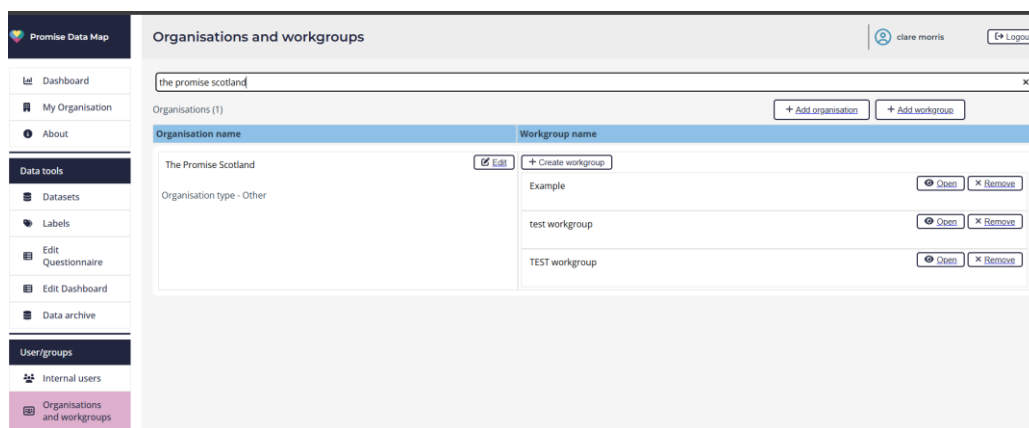 Promise Data Map
Organisations and workgroups
clare morris
Logou
Dashboard
My Organisation
About
Data tools
Datasets
Labels
Edit
Questionnaire
Edit Dashboard
Data archive
User/groups
Internal users
Organisations
and workgroups
the promise scotland
×
Organisations (1)
+ Add organisation
+ Add workgroup
Organisation name
Workgroup name
The Promise Scotland
Edit
+ Create workgroup
Organisation type - Other
Example
Open
× Remove
test workgroup
Open
× Remove
TEST workgroup
Open
× Remove